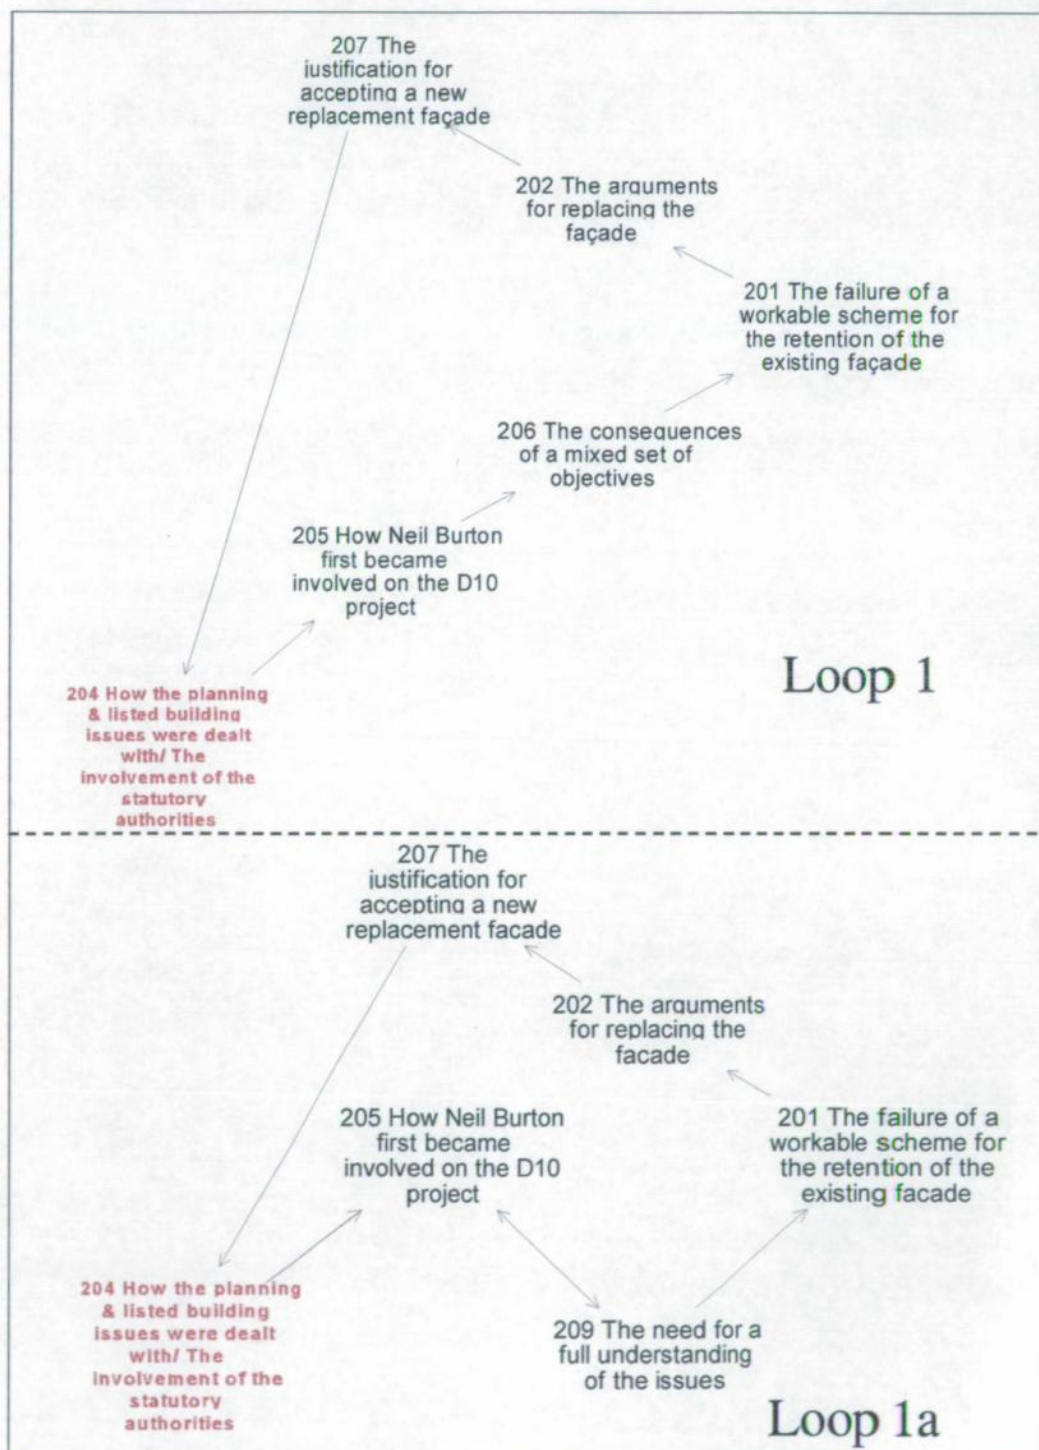 207 The
justification for
accepting a new
replacement façade
202 The arguments
for replacing the
façade
201 The failure of a
workable scheme for
the retention of the
existing façade
206 The consequences
of a mixed set of
objectives
205 How Neil Burton
first became
involved on the D10
project
Loop 1
204 How the planning
& listed building
issues were dealt
with/ The
involvement of the
statutory
authorities
207 The
justification for
accepting a new
replacement facade
202 The arguments
for replacing the
facade
205 How Neil Burton
first became
involved on the D10
project
201 The failure of a
workable scheme for
the retention of the
existing facade
204 How the planning
& listed building
issues were dealt
with/ The
involvement of the
statutory
authorities
209 The need for a
full understanding
of the issues
Loop 1a